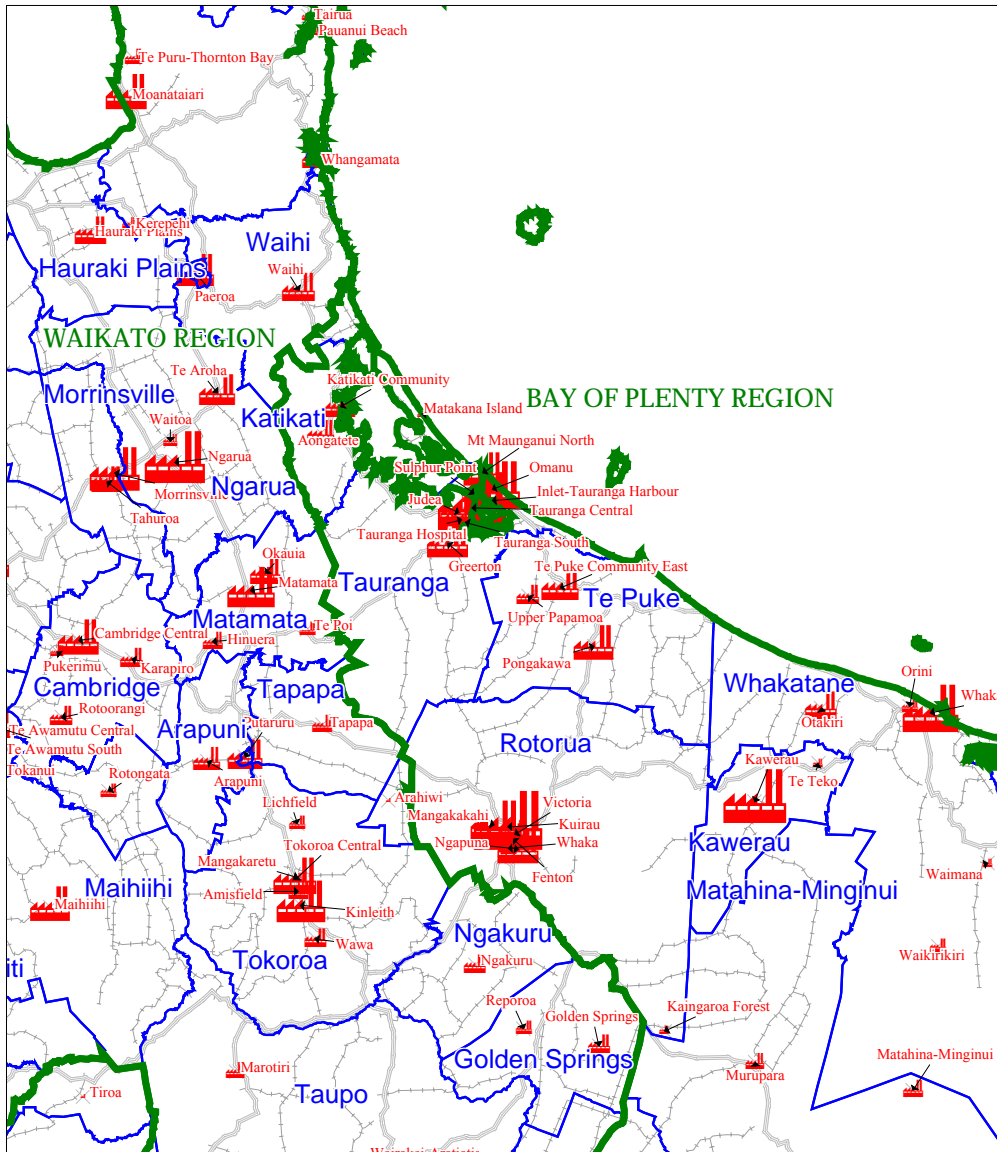 Tairua
Pauanui Beach
Te Puru-Thornton Bay
Moanataiari
Whangamata
Kerepehi
Hauraki Plains
Waihi
Hauraki Plains
Waihi
Paeroa
WAIKATO REGION
Te Aroha
Katikati Community
Morrinsville
BAY OF PLENTY REGION
Matakana Island
Katikati
Waitoa
Aongatete
Mt Maunganui North
Ngarua
Sulphur Point
Omanu
Ngarua
Morrinsville
Inlet-Tauranga Harbour
Judea
Tauranga Central
Tahuroa
Tauranga Hospital
Tauranga South
Okauia
Greerton
Te Puke Community East
Matamata
Tauranga
Te Puke
Upper Papamoa
Matamata
Te Poi
Cambridge Central
Hinuera
Pongakawa
Pukerimu
Karapiro
Cambridge
Tapapa
Whakatane
Orini
Whaka
Rotoorangi
Otakiri
Te Awamutu Central
Arapuni
Putaruru
Tapapa
Rotorua
Te Awamutu South
Kawerau
Tokanui
Rotongata
Arapuni
Te Teko
Arahiwi
Lichfield
Mangakakahi
Victoria
Kuirau
Tokoroa Central
Ngapuna
Whaka
Kawerau
Mangakaretu
Fenton
Waimana
Maihiihi
Amisfield
Matahina-Minginui
Maihiihi
Kinleith
Ngakuru
Wawa
Waikirikiri
iti
Tokoroa
Ngakuru
Reporoa
Golden Springs
Kaingaroa Forest
Golden Springs
Matahina-Minginui
Marotiri
Murupara
Tiroa
Taupo